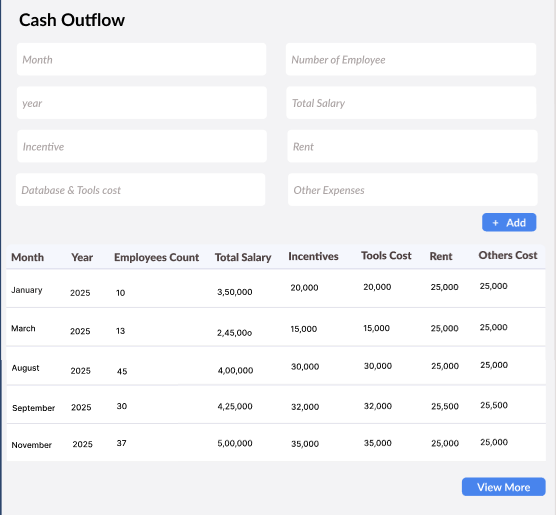 Cash Outflow
Month Number of Employee
year Total Salary
Incentive Rent
Database & Tools cost Other Expenses
+ Add
Month Year Employees Count Total Salary Incentives Tools Cost Rent Others Cost
January 2025 10 3,50,000 20,000 20,000 25,000 25,000
March 2025 13 2,45,00o 15,000 15,000 25,000 25,000
August 2025 45 4,00,000 30,000 30,000 25,000 25,000
September 2025 30 4,25,000 32,000 32,000 25,500 25,500
November 2025 37 5,00,000 35,000 35,000 25,000 25,000
View More